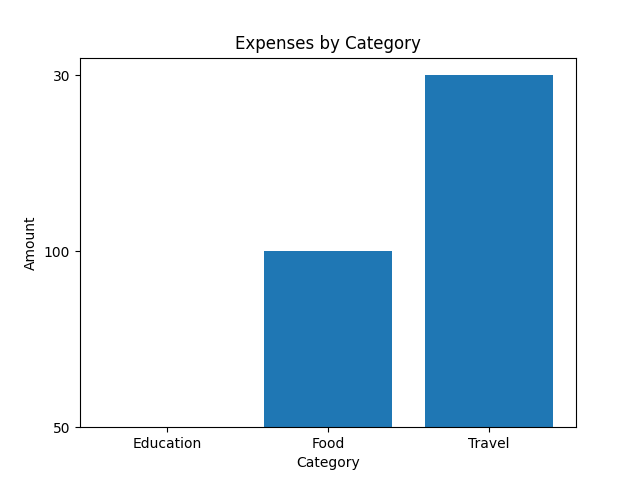 Expenses by Category
30
100
50
Amount
Education Food Travel
Category